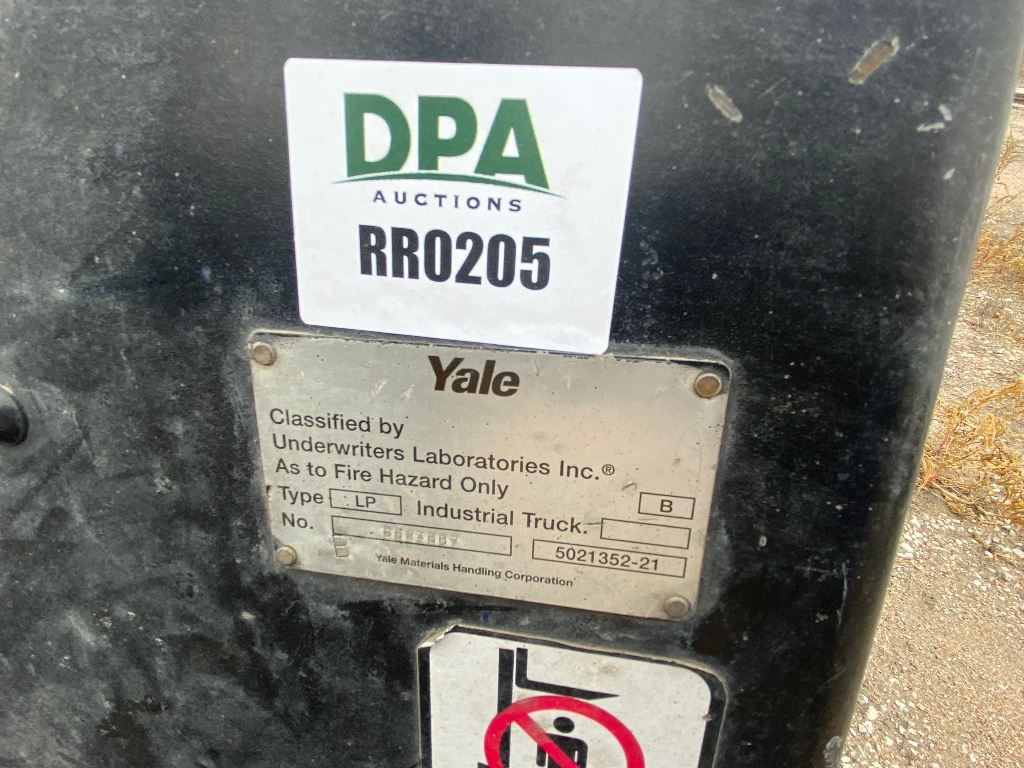 DPA
AUCTIONS
RR0205
Yale
Classified by
Underwriters Laboratories Inc.®
As to Fire Hazard Only
B
Type LP Industrial Truck.
No.
5021352-21
B
Yale Materials Handling Corporation